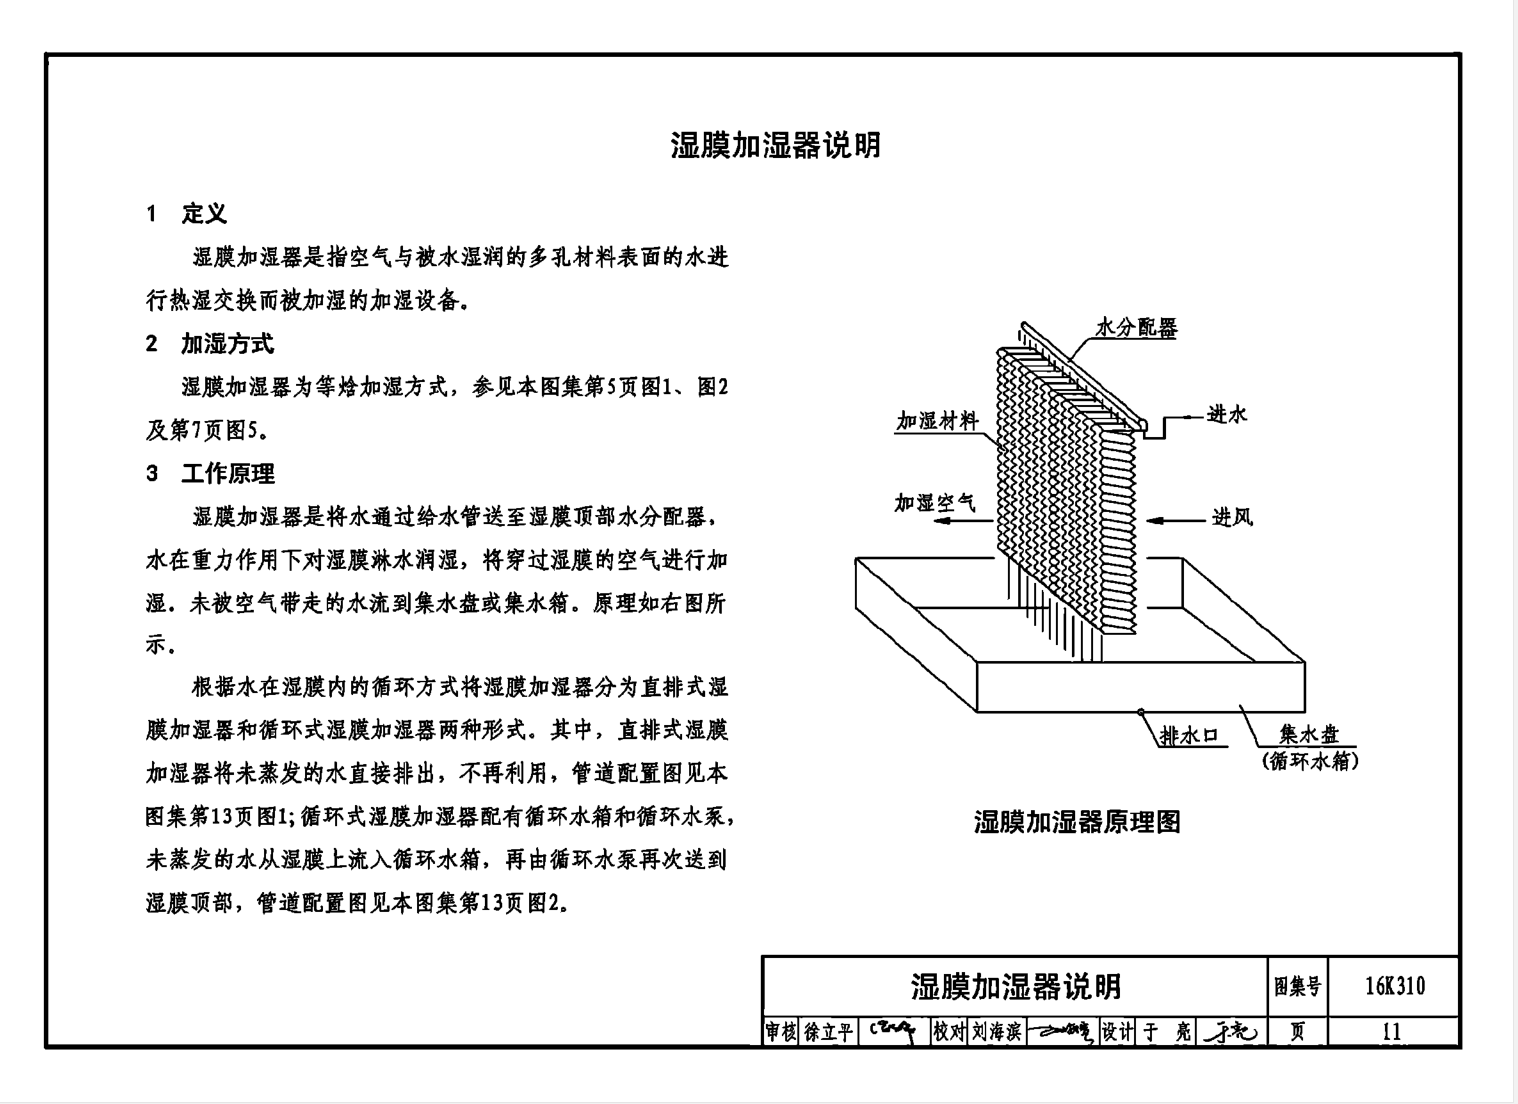 湿膜加湿器说明
1 定义
湿膜加湿器是指空气与被水湿润的多孔材料表面的水进
行热湿交换而被加湿的加湿设备。
2 加湿方式
湿膜加湿器为等焓加湿方式，参见本图集第5页图1、图2
及第7页图5。
3 工作原理
湿膜加湿器是将水通过给水管送至湿膜顶部水分配器，
水在重力作用下对湿膜淋水润湿，将穿过湿膜的空气进行加
湿。未被空气带走的水流到集水盘或集水箱。原理如右图所
示。
根据水在湿膜内的循环方式将湿膜加湿器分为直排式湿
膜加湿器和循环式湿膜加湿器两种形式。其中，直排式湿膜
加湿器将未蒸发的水直接排出，不再利用，管道配置图见本
图集第13页图1；循环式湿膜加湿器配有循环水箱和循环水泵，
未蒸发的水从湿膜上流入循环水箱，再由循环水泵再次送到
湿膜顶部，管道配置图见本图集第13页图2。
水分配器
进水
加湿材料
加湿空气
进风
排水口
集水盘
(循环水箱)
湿膜加湿器原理图
湿膜加湿器说明
图集号
16K310
审核 徐立平 校对 刘海滨 设计 于 亮 于亮 页 11